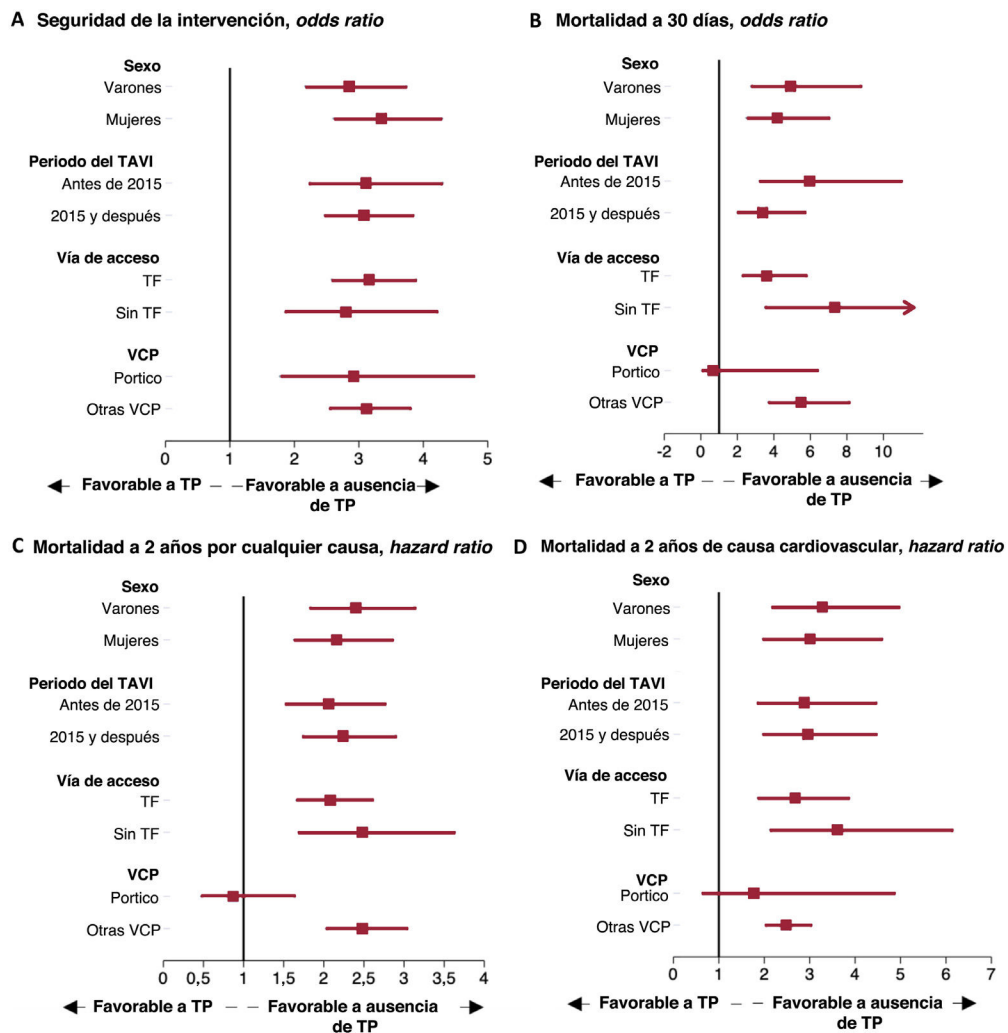 A Seguridad de la intervención, odds ratio
Sexo
Varones
Mujeres
Periodo del TAVI
Antes de 2015
2015 y después
Vía de acceso
TF
Sin TF
VCP
Portico
Otras VCP
0 1 2 3 4 5
Favorable a TP Favorable a ausencia
de TP
B Mortalidad a 30 días, odds ratio
Sexo
Varones
Mujeres
Periodo del TAVI
Antes de 2015
2015 y después
Vía de acceso
TF
Sin TF
VCP
Portico
Otras VCP
-2 0 2 4 6 8 10
Favorable a TP Favorable a ausencia
de TP
C Mortalidad a 2 años por cualquier causa, hazard ratio
Sexo
Varones
Mujeres
Periodo del TAVI
Antes de 2015
2015 y después
Vía de acceso
TF
Sin TF
VCP
Portico
Otras VCP
0 0,5 1 1,5 2 2,5 3 3,5 4
Favorable a TP Favorable a ausencia
de TP
D Mortalidad a 2 años de causa cardiovascular, hazard ratio
Sexo
Varones
Mujeres
Periodo del TAVI
Antes de 2015
2015 y después
Vía de acceso
TF
Sin TF
VCP
Portico
Otras VCP
0 1 2 3 4 5 6 7
Favorable a TP Favorable a ausencia
de TP